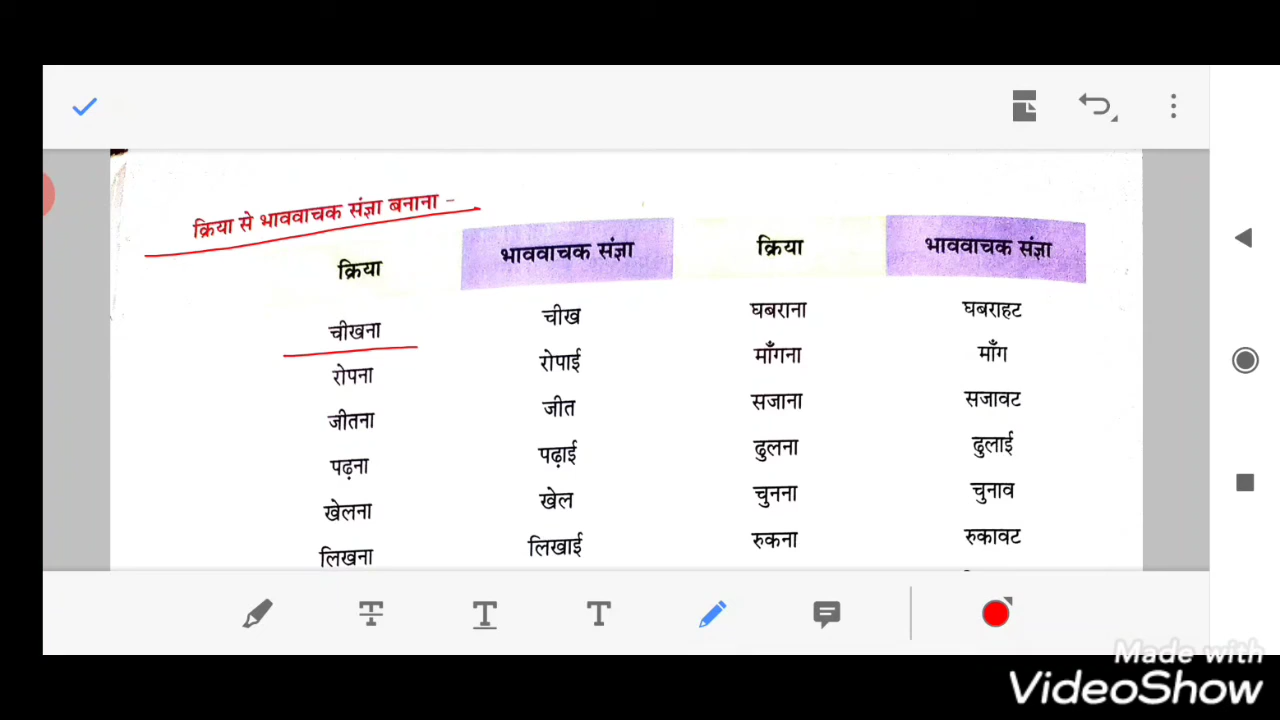 क्रिया से भाववाचक संज्ञा बनाना -
क्रिया भाववाचक संज्ञा क्रिया भाववाचक संज्ञा
चीखना चीख घबराना घबराहट
रोपना रोपाई माँगना माँग
जीतना जीत सजाना सजावट
पढ़ना पढ़ाई ढुलना ढुलाई
खेलना खेल चुनना चुनाव
लिखना लिखाई रुकना रुकावट
T T T
Made with
VideoShow